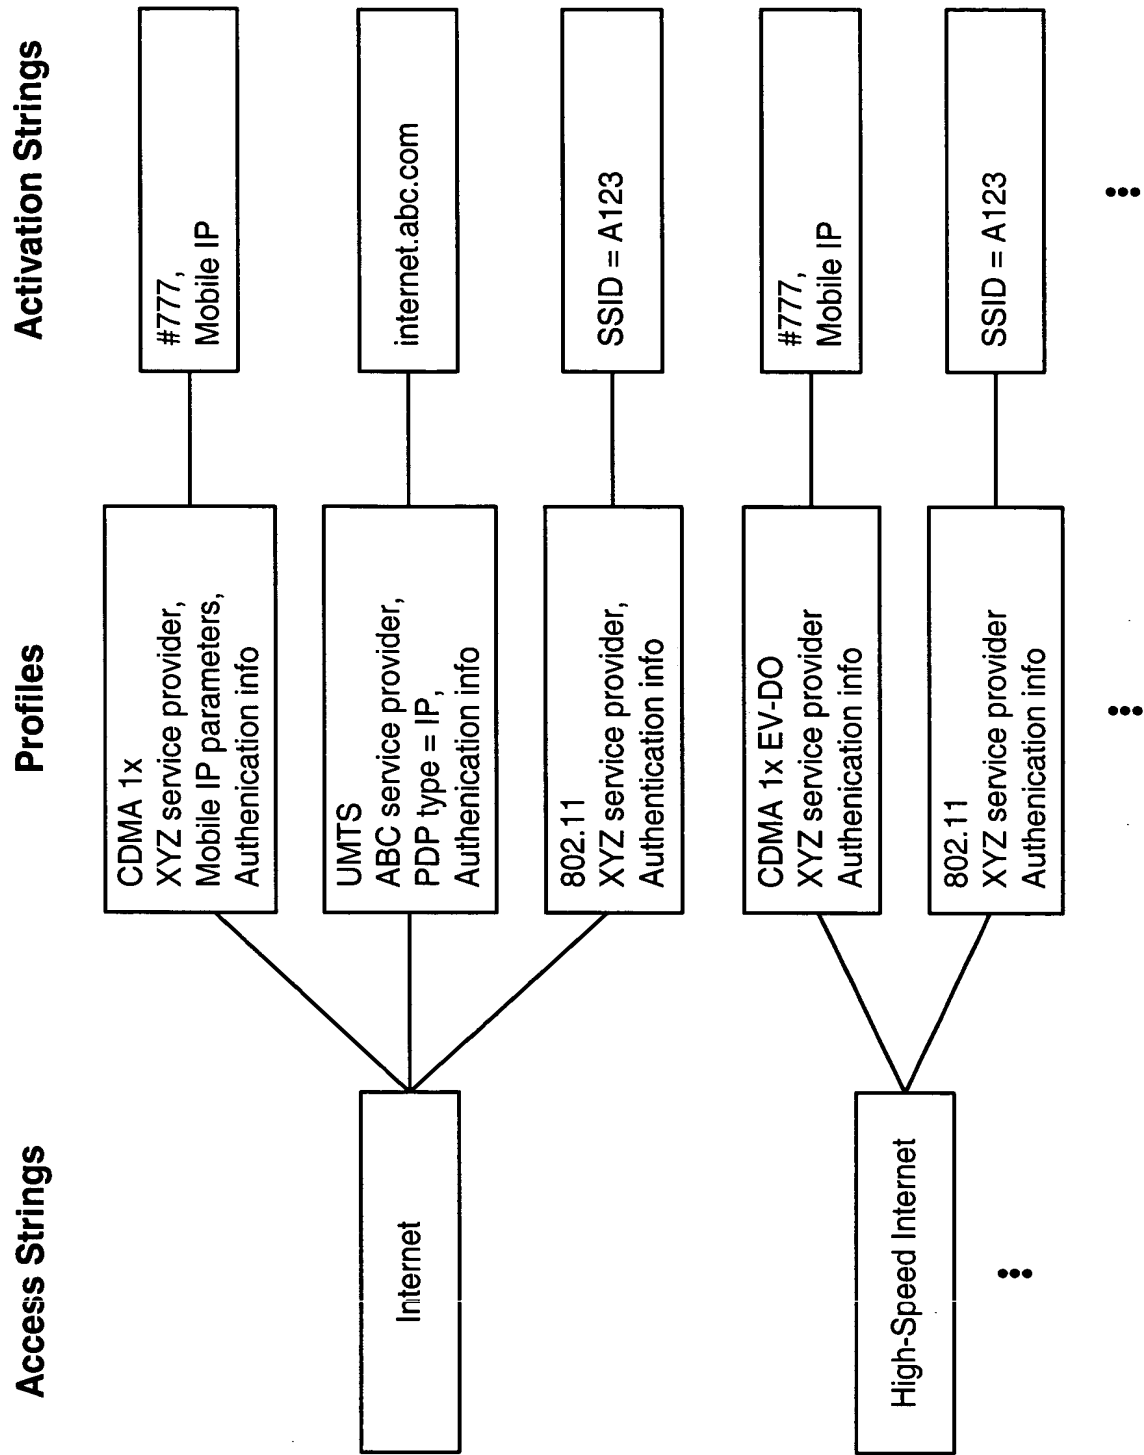 Access Strings
Profiles
Activation Strings
Internet
CDMA 1x
XYZ service provider,
Mobile IP parameters,
Authenication info
#777,
Mobile IP
UMTS
ABC service provider,
PDP type = IP,
Authenication info
internet.abc.com
802.11
XYZ service provider,
Authentication info
SSID = A123
High-Speed Internet
CDMA 1x EV-DO
XYZ service provider
Authenication info
#777,
Mobile IP
802.11
XYZ service provider
Authenication info
SSID = A123